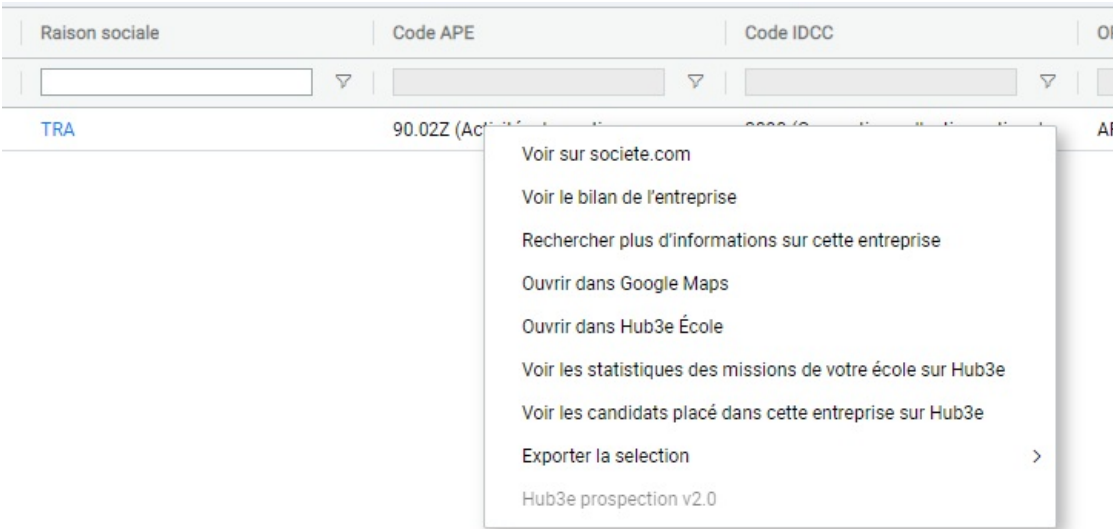 Raison sociale Code APE Code IDCC
TRA 90.02Z
Voir sur societe.com
Voir le bilan de l'entreprise
Rechercher plus d'informations sur cette entreprise
Ouvrir dans Google Maps
Ouvrir dans Hub3e École
Voir les statistiques des missions de votre école sur Hub3e
Voir les candidats placé dans cette entreprise sur Hub3e
Exporter la selection
Hub3e prospection v2.0